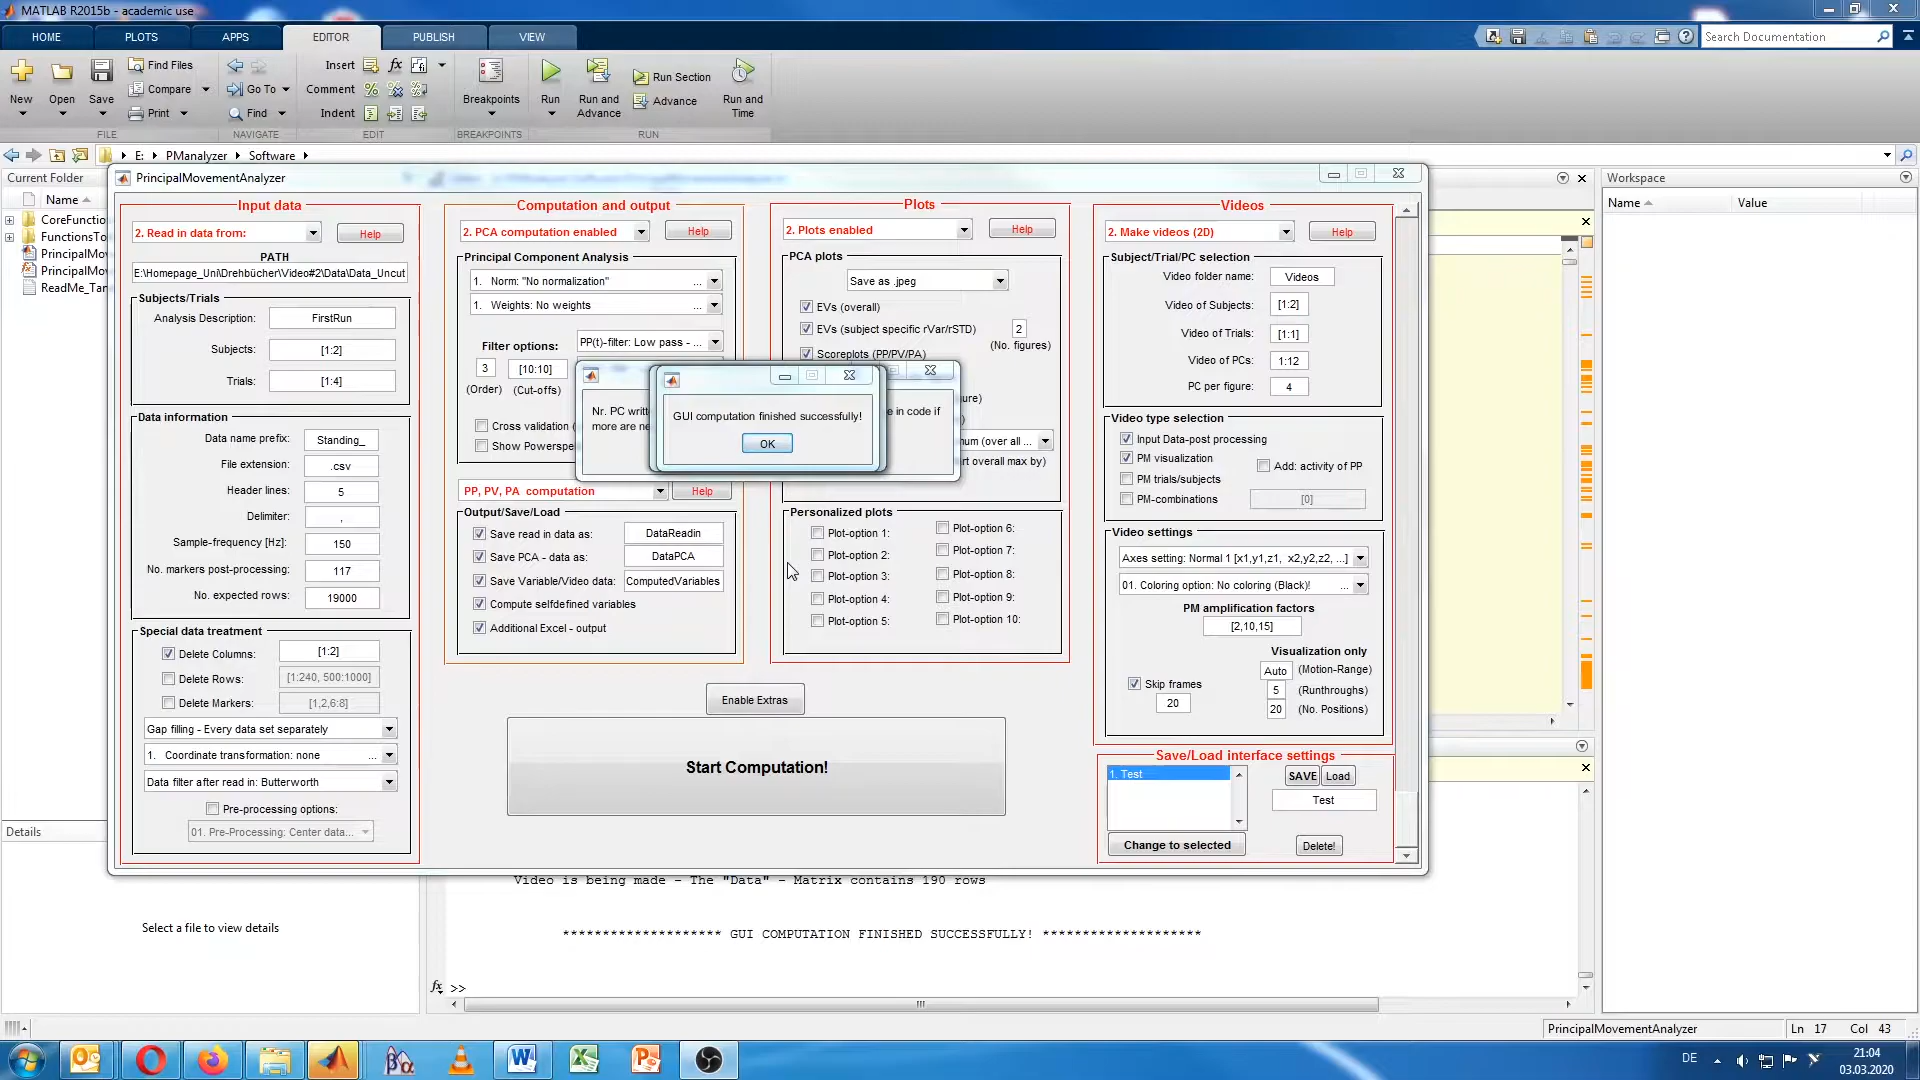 MATLAB R2015b - academic use
HOME PLOTS APPS EDITOR PUBLISH VIEW Search Documentation
New Open Save Find Files Compare Print
Go To Find
Insert fx
Comment
Indent
Breakpoints Run Run and Advance Run Section Advance Run and Time
FILE NAVIGATE EDIT BREAKPOINTS RUN
E: PManalyzer Software
Current Folder
Name
CoreFunctio
FunctionsTo
PrincipalMov
PrincipalMov
ReadMe_Tan
Details
Select a file to view details
PrincipalMovementAnalyzer
Input data
2. Read in data from: Help
PATH
E:\Homepage_Uni\Drehbücher\Video#2\Data\Data_Uncut
Subjects/Trials
Analysis Description: FirstRun
Subjects: [1:2]
Trials: [1:4]
Data information
Data name prefix: Standing_
File extension: .csv
Header lines: 5
Delimiter: ,
Sample-frequency [Hz]: 150
No. markers post-processing: 117
No. expected rows: 19000
Special data treatment
Delete Columns: [1:2]
Delete Rows: [1:240, 500:1000]
Delete Markers: [1,2,6:8]
Gap filling - Every data set separately
1. Coordinate transformation: none ...
Data filter after read in: Butterworth
Pre-processing options:
01. Pre-Processing: Center data...
Computation and output
2. PCA computation enabled Help
Principal Component Analysis
1. Norm: "No normalization" ...
1. Weights: No weights ...
Filter options: PP(t)-filter: Low pass - ...
3 [10:10]
(Order) (Cut-offs)
Cross validation (
Show Powerspe
PP, PV, PA computation Help
Output/Save/Load
Save read in data as: DataReadin
Save PCA - data as: DataPCA
Save Variable/Video data: ComputedVariables
Compute selfdefined variables
Additional Excel - output
Nr. PC writt e in code if
more are ne
GUI computation finished successfully!
OK
Plots
2. Plots enabled Help
PCA plots
Save as .jpeg
EVs (overall)
EVs (subject specific rVar/rSTD) 2
(No. figures)
Scoreplots (PP/PV/PA)
ure)
)
num (over all ...
rt overall max by)
Personalized plots
Plot-option 1: Plot-option 6:
Plot-option 2: Plot-option 7:
Plot-option 3: Plot-option 8:
Plot-option 4: Plot-option 9:
Plot-option 5: Plot-option 10:
Enable Extras
Start Computation!
Videos
2. Make videos (2D) Help
Subject/Trial/PC selection
Video folder name: Videos
Video of Subjects: [1:2]
Video of Trials: [1:1]
Video of PCs: 1:12
PC per figure: 4
Video type selection
Input Data-post processing
PM visualization Add: activity of PP
PM trials/subjects
PM-combinations [0]
Video settings
Axes setting: Normal 1 [x1,y1,z1, x2,y2,z2, ...]
01. Coloring option: No coloring (Black)! ...
PM amplification factors
[2,10,15]
Visualization only
Auto (Motion-Range)
Skip frames 5 (Runthroughs)
20 20 (No. Positions)
Save/Load interface settings
1. Test SAVE Load
Test
Change to selected Delete!
Workspace
Name Value
Video is being made - The "Data" - Matrix contains 190 rows
******************** GUI COMPUTATION FINISHED SUCCESSFULLY! ********************
fx >>
PrincipalMovementAnalyzer Ln 17 Col 43
DE 21:04
03.03.2020